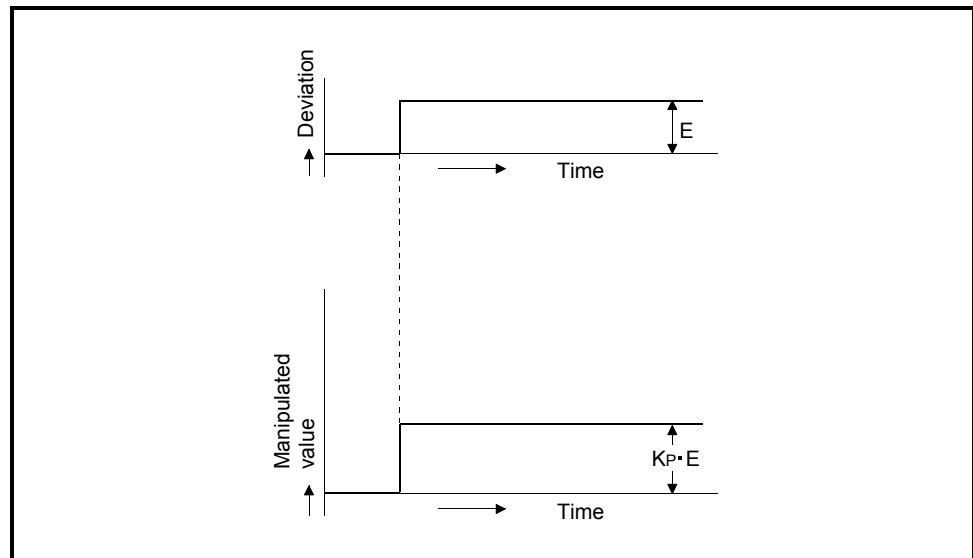 Deviation
E
Time
Manipulated
value
KP・E
Time